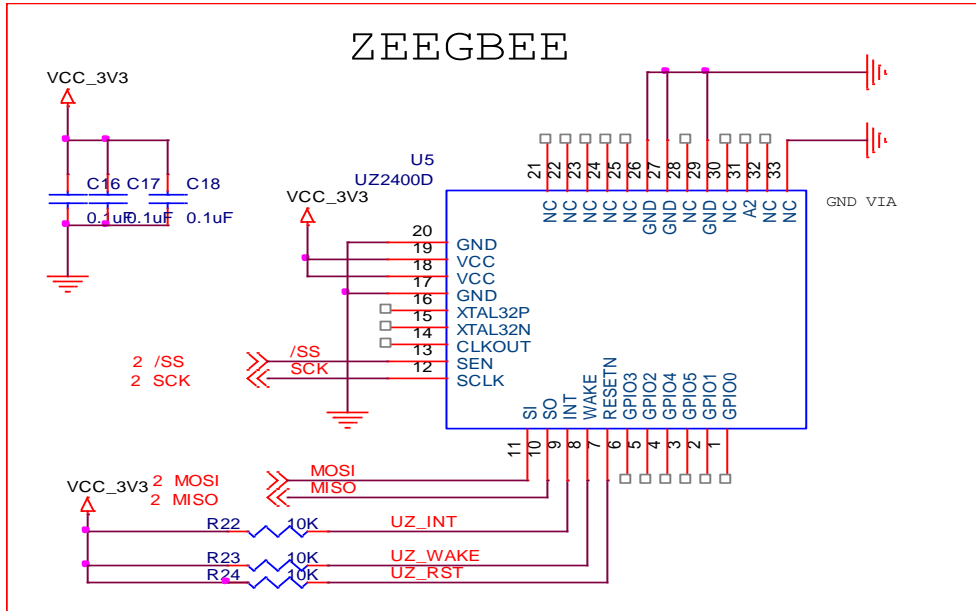 ZEEGBEE
VCC_3V3
C16
C17
C18
0.1uF
0.1uF
0.1uF
U5
UZ2400D
VCC_3V3
21 22 23 24 25 26 27 28 29 30 31 32 33
NC NC NC NC NC GND GND NC GND NC A2 NC NC
GND VIA
20 GND
19 VCC
18 VCC
17 GND
16 XTAL32P
15 XTAL32N
14 CLKOUT
13 SEN
12 SCLK
2 /SS
/SS
2 SCK
SCK
SI SO INT WAKE RESETN GPIO3 GPIO2 GPIO4 GPIO5 GPIO1 GPIO0
11 10 9 8 7 6 5 4 3 2 1
2 MOSI
MOSI
2 MISO
MISO
VCC_3V3
R22 10K UZ_INT
R23 10K UZ_WAKE
R24 10K UZ_RST